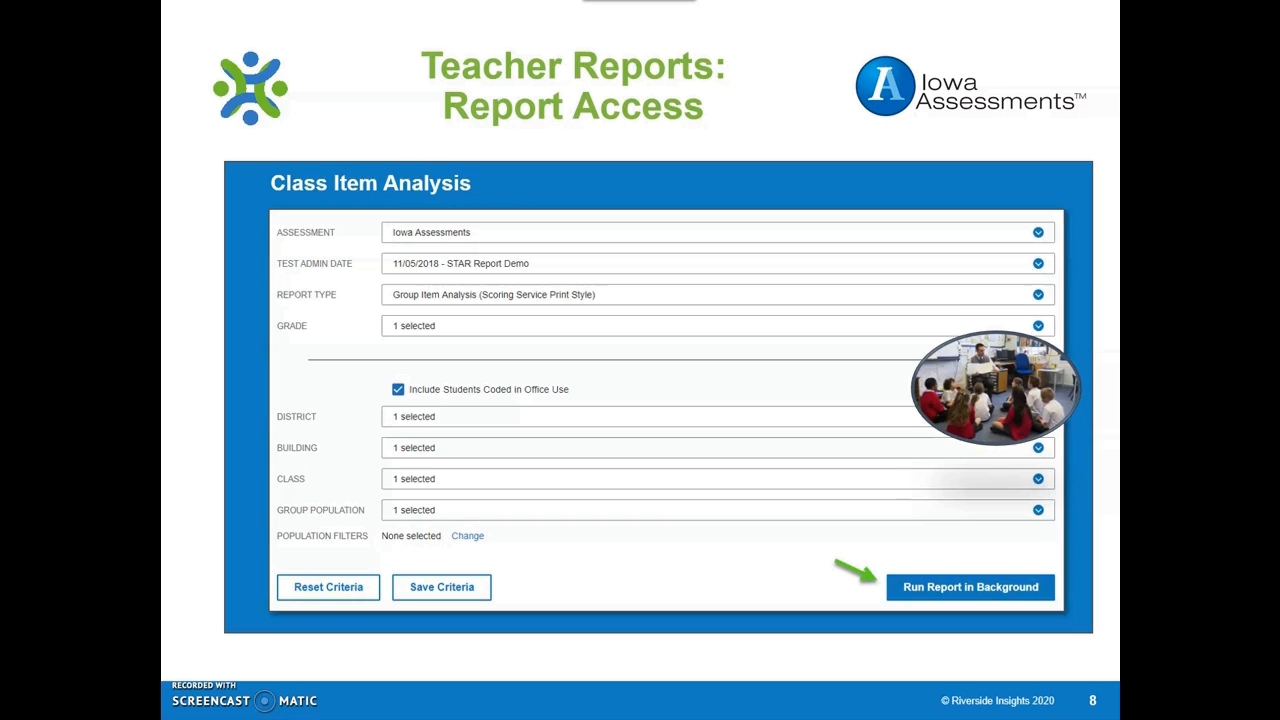 Teacher Reports:
Report Access
A Iowa
Assessments™
Class Item Analysis
ASSESSMENT Iowa Assessments
TEST ADMIN DATE 11/05/2018 - STAR Report Demo
REPORT TYPE Group Item Analysis (Scoring Service Print Style)
GRADE 1 selected
Include Students Coded in Office Use
DISTRICT 1 selected
BUILDING 1 selected
CLASS 1 selected
GROUP POPULATION 1 selected
POPULATION FILTERS None selected Change
Reset Criteria Save Criteria Run Report in Background
RECORDED WITH
SCREENCAST MATIC © Riverside Insights 2020 8